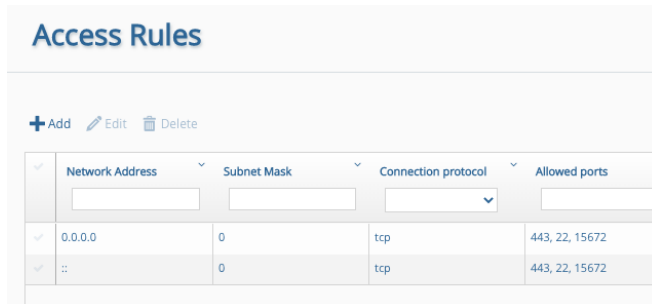 Access Rules
Add Edit Delete
Network Address Subnet Mask Connection protocol Allowed ports
0.0.0.0 0 tcp 443, 22, 15672
:: 0 tcp 443, 22, 15672